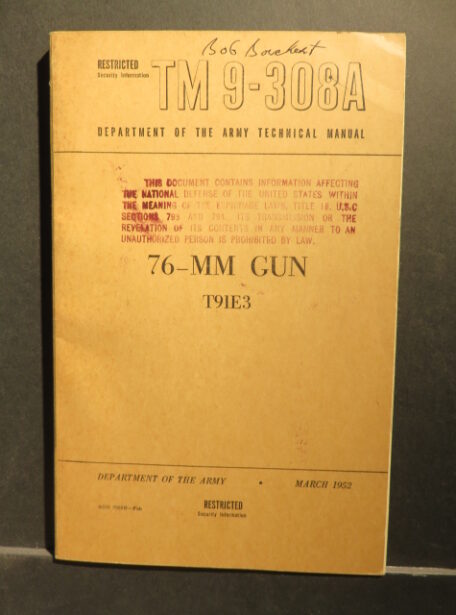 Bob Borchert
RESTRICTED
Security Information
TM 9-308A
DEPARTMENT OF THE ARMY TECHNICAL MANUAL
THIS DOCUMENT CONTAINS INFORMATION AFFECTING
THE NATIONAL DEFENSE OF THE UNITED STATES WITHIN
THE MEANING OF THE ESPIONAGE LAWS, TITLE 18, U.S.C
SECTIONS 793 AND 794. ITS TRANSMISSION OR THE
REVELATION OF ITS CONTENTS IN ANY MANNER TO AN
UNAUTHORIZED PERSON IS PROHIBITED BY LAW.
76-MM GUN
T91E3
DEPARTMENT OF THE ARMY • MARCH 1952
RESTRICTED
Security Information